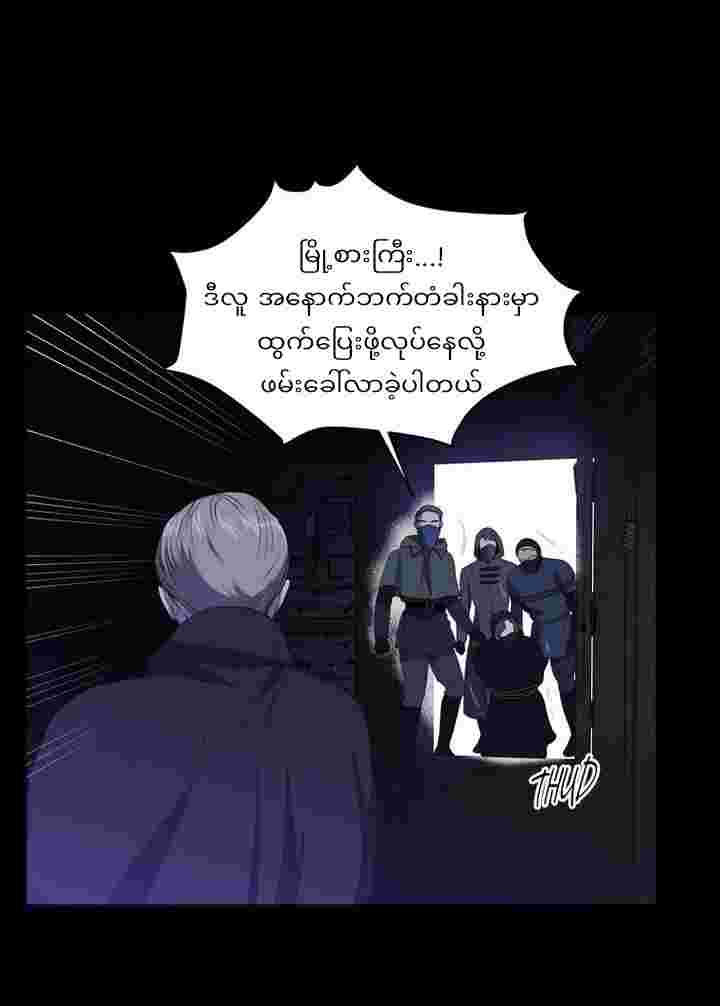 မြို့စားကြီး...!
ဒီလူ အနောက်ဘက်တံခါးနားမှာ
ထွက်ပြေးဖို့လုပ်နေလို့
ဖမ်းခေါ်လာခဲ့ပါတယ်
THUD